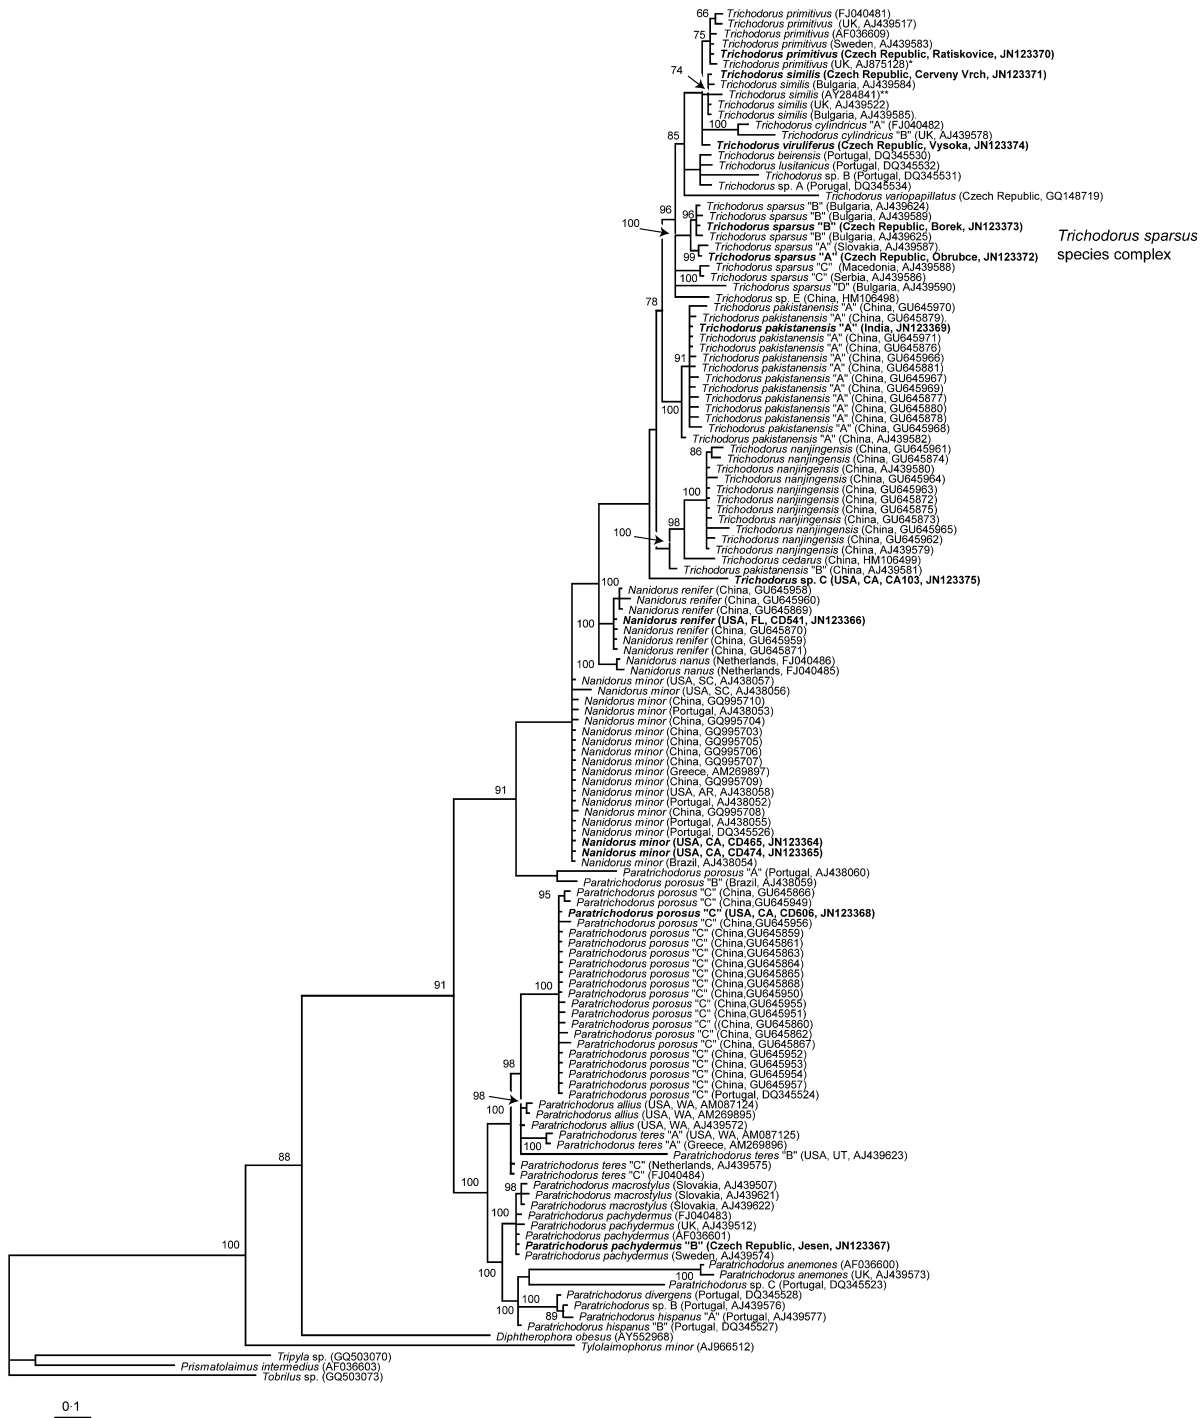 66
Trichodorus primitivus (FJ040481)
Trichodorus primitivus (UK, AJ439517)
75
Trichodorus primitivus (AF036609)
Trichodorus primitivus (Sweden, AJ439583)
Trichodorus primitivus (Czech Republic, Ratiskovice, JN123370)
Trichodorus primitivus (UK, AJ875128)*
74
Trichodorus similis (Czech Republic, Cerveny Vrch, JN123371)
Trichodorus similis (Bulgaria, AJ439584)
Trichodorus similis (AY284841)**
Trichodorus similis (UK, AJ439522)
Trichodorus similis (Bulgaria, AJ439585).
100
Trichodorus cylindricus "A" (FJ040482)
Trichodorus cylindricus "B" (UK, AJ439578)
85
Trichodorus viruliferus (Czech Republic, Vysoka, JN123374)
Trichodorus beirensis (Portugal, DQ345530)
Trichodorus lusitanicus (Portugal, DQ345532)
Trichodorus sp. B (Portugal, DQ345531)
Trichodorus sp. A (Porugal, DQ345534)
Trichodorus variopapillatus (Czech Republic, GQ148719)
96
Trichodorus sparsus "B" (Bulgaria, AJ439624)
96
Trichodorus sparsus "B" (Bulgaria, AJ439589)
100
Trichodorus sparsus "B" (Czech Republic, Borek, JN123373)
Trichodorus sparsus "B" (Bulgaria, AJ439625)
Trichodorus sparsus
species complex
Trichodorus sparsus "A" (Slovakia, AJ439587).
99
Trichodorus sparsus "A" (Czech Republic, Obrubce, JN123372)
Trichodorus sparsus "C" (Macedonia, AJ439588)
100
Trichodorus sparsus "C" (Serbia, AJ439586)
Trichodorus sparsus "D" (Bulgaria, AJ439590)
Trichodorus sp. E (China, HM106498)
78
Trichodorus pakistanensis "A" (China, GU645970)
Trichodorus pakistanensis "A" (China, GU645879).
Trichodorus pakistanensis "A" (India, JN123369)
Trichodorus pakistanensis "A" (China, GU645971)
Trichodorus pakistanensis "A" (China, GU645876)
91
Trichodorus pakistanensis "A" (China, GU645966)
Trichodorus pakistanensis "A" (China, GU645881)
Trichodorus pakistanensis "A" (China, GU645967)
Trichodorus pakistanensis "A" (China, GU645969)
Trichodorus pakistanensis "A" (China, GU645877)
100
Trichodorus pakistanensis "A" (China, GU645880)
Trichodorus pakistanensis "A" (China, GU645878)
Trichodorus pakistanensis "A" (China, GU645968)
Trichodorus pakistanensis "A" (China, AJ439582)
86
Trichodorus nanjingensis (China, GU645961)
Trichodorus nanjingensis (China, GU645874)
Trichodorus nanjingensis (China, AJ439580)
Trichodorus nanjingensis (China, GU645964)
100
Trichodorus nanjingensis (China, GU645963)
Trichodorus nanjingensis (China, GU645872)
Trichodorus nanjingensis (China, GU645875)
98
Trichodorus nanjingensis (China, GU645873)
100
Trichodorus nanjingensis (China, GU645965)
Trichodorus nanjingensis (China, GU645962)
Trichodorus nanjingensis (China, AJ439579)
Trichodorus cedarus (China, HM106499)
Trichodorus pakistanensis "B" (China, AJ439581)
Trichodorus sp. C (USA, CA, CA103, JN123375)
100
Nanidorus renifer (China, GU645958)
Nanidorus renifer (China, GU645960)
Nanidorus renifer (China, GU645869)
100
Nanidorus renifer (USA, FL, CD541, JN123366)
Nanidorus renifer (China, GU645870)
Nanidorus renifer (China, GU645959)
Nanidorus renifer (China, GU645871)
100
Nanidorus nanus (Netherlands, FJ040486)
Nanidorus nanus (Netherlands, FJ040485)
Nanidorus minor (USA, SC, AJ438057)
Nanidorus minor (USA, SC, AJ438056)
Nanidorus minor (China, GQ995710)
Nanidorus minor (Portugal, AJ438053)
Nanidorus minor (China, GQ995704)
Nanidorus minor (China, GQ995703)
Nanidorus minor (China, GQ995705)
Nanidorus minor (China, GQ995706)
Nanidorus minor (China, GQ995707)
Nanidorus minor (Greece, AM269897)
Nanidorus minor (China, GQ995709)
91
Nanidorus minor (USA, AR, AJ438058)
Nanidorus minor (Portugal, AJ438052)
Nanidorus minor (China, GQ995708)
Nanidorus minor (Portugal, AJ438055)
Nanidorus minor (Portugal, DQ345526)
Nanidorus minor (USA, CA, CD465, JN123364)
Nanidorus minor (USA, CA, CD474, JN123365)
Nanidorus minor (Brazil, AJ438054)
Paratrichodorus porosus "A" (Portugal, AJ438060)
Paratrichodorus porosus "B" (Brazil, AJ438059)
95
Paratrichodorus porosus "C" (China, GU645866)
Paratrichodorus porosus "C" (China, GU645949)
Paratrichodorus porosus "C" (USA, CA, CD606, JN123368)
Paratrichodorus porosus "C" (China,GU645956)
Paratrichodorus porosus "C" (China,GU645859)
Paratrichodorus porosus "C" (China,GU645861)
Paratrichodorus porosus "C" (China,GU645863)
Paratrichodorus porosus "C" (China,GU645864)
Paratrichodorus porosus "C" (China,GU645865)
91
100
Paratrichodorus porosus "C" (China,GU645868)
Paratrichodorus porosus "C" (China,GU645950)
Paratrichodorus porosus "C" (China,GU645955)
Paratrichodorus porosus "C" (China,GU645951)
Paratrichodorus porosus "C" ((China, GU645860)
Paratrichodorus porosus "C" (China, GU645862)
Paratrichodorus porosus "C" (China, GU645867)
Paratrichodorus porosus "C" (China, GU645952)
98
Paratrichodorus porosus "C" (China, GU645953)
Paratrichodorus porosus "C" (China, GU645954)
Paratrichodorus porosus "C" (China, GU645957)
98
Paratrichodorus porosus "C" (Portugal, DQ345524)
Paratrichodorus allius (USA, WA, AM087124)
100
Paratrichodorus allius (USA, WA, AM269895)
Paratrichodorus allius (USA, WA, AJ439572)
Paratrichodorus teres "A" (USA, WA, AM087125)
100
Paratrichodorus teres "A" (Greece, AM269896)
Paratrichodorus teres "B" (USA, UT, AJ439623)
88
Paratrichodorus teres "C" (Netherlands, AJ439575)
Paratrichodorus teres "C" (FJ040484)
100
98
Paratrichodorus macrostylus (Slovakia, AJ439507)
Paratrichodorus macrostylus (Slovakia, AJ439621)
Paratrichodorus macrostylus (Slovakia, AJ439622)
100
Paratrichodorus pachydermus (FJ040483)
Paratrichodorus pachydermus (UK, AJ439512)
Paratrichodorus pachydermus (AF036601)
100
Paratrichodorus pachydermus "B" (Czech Republic, Jesen, JN123367)
Paratrichodorus pachydermus (Sweden, AJ439574)
100
Paratrichodorus anemones (AF036600)
100
Paratrichodorus anemones (UK, AJ439573)
Paratrichodorus sp. C (Portugal, DQ345523)
100
100
Paratrichodorus divergens (Portugal, DQ345528)
Paratrichodorus sp. B (Portugal, AJ439576)
89
Paratrichodorus hispanus "A" (Portugal, AJ439577)
Paratrichodorus hispanus "B" (Portugal, DQ345527)
Diphtherophora obesus (AY552968)
Tylolaimophorus minor (AJ966512)
Tripyla sp. (GQ503070)
Prismatolaimus intermedius (AF036603)
Tobrilus sp. (GQ503073)
0·1